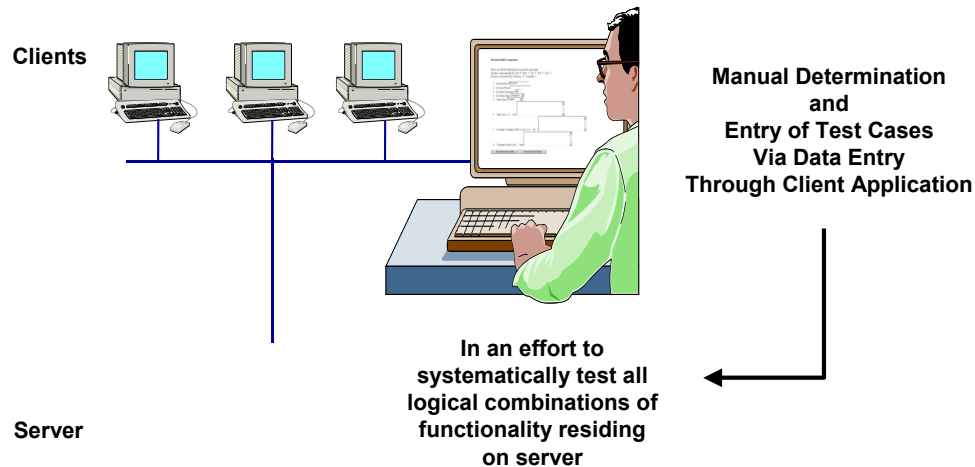 Clients
Manual Determination
and
Entry of Test Cases
Via Data Entry
Through Client Application
In an effort to
systematically test all
logical combinations of
functionality residing
on server
Server